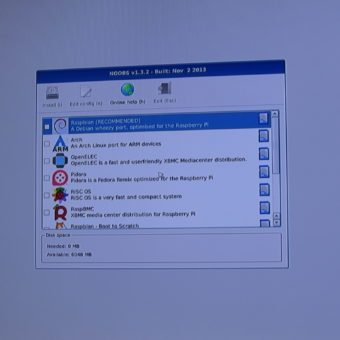 NOOBS v1.3.2 - Built: Nov 2 2013
Install (i)
Edit config (e)
Online help (h)
Exit (Esc)
Raspbian [RECOMMENDED]
A Debian wheezy port, optimised for the Raspberry Pi
Arch
An Arch Linux port for ARM devices
ARM
OpenELEC
OpenELEC is a fast and userfriendly XBMC Mediacenter distribution.
Pidora
Pidora is a Fedora Remix optimized for the Raspberry Pi
RISC OS
RISC OS is a very fast and compact system
RaspBMC
XBMC media center distribution for Raspberry Pi
Raspbian - Boot to Scratch
Disk Space
Needed: 0 MB
Available: MB